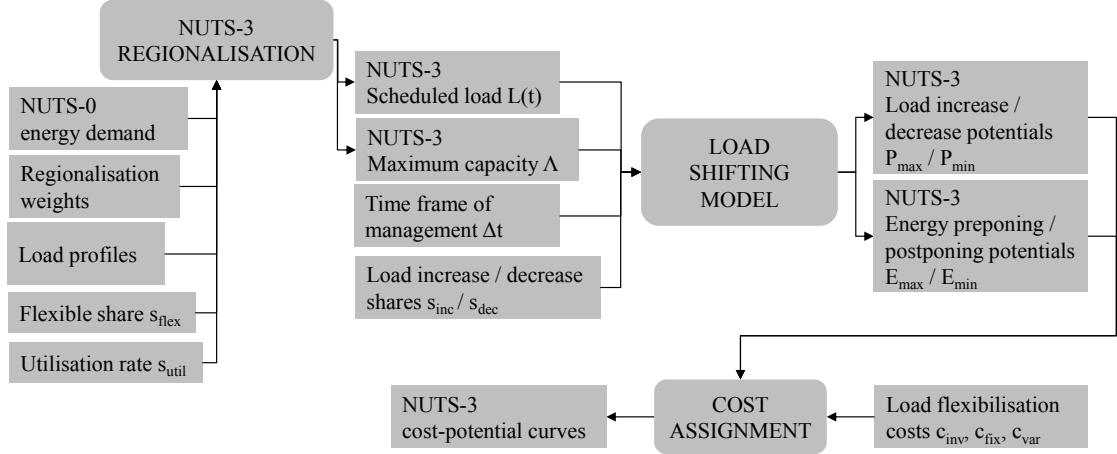 NUTS-3
REGIONALISATION
NUTS-0
energy demand
Regionalisation
weights
Load profiles
Flexible share s_flex
Utilisation rate s_util
NUTS-3
Scheduled load L(t)
NUTS-3
Maximum capacity Λ
Time frame of
management Δt
Load increase / decrease
shares s_inc / s_dec
LOAD
SHIFTING
MODEL
NUTS-3
Load increase /
decrease potentials
P_max / P_min
NUTS-3
Energy preponing /
postponing potentials
E_max / E_min
NUTS-3
cost-potential curves
COST
ASSIGNMENT
Load flexibilisation
costs c_inv, c_fix, c_var